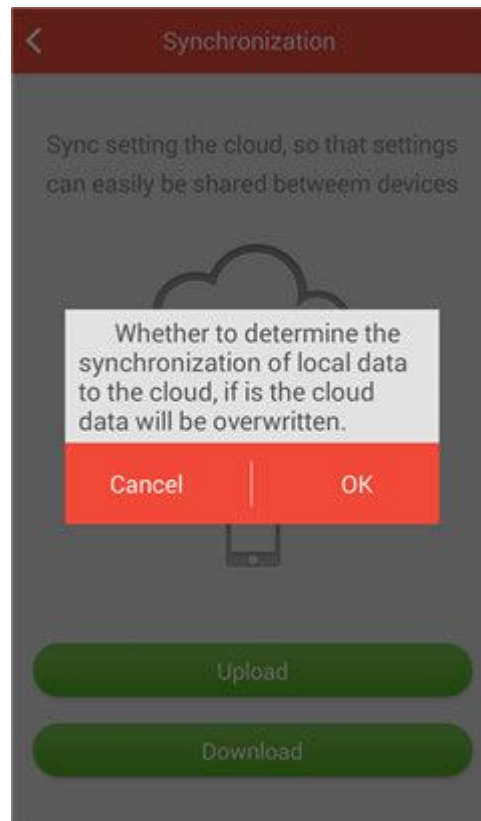 Synchronization
Sync setting the cloud, so that settings
can easily be shared betweem devices
Whether to determine the
synchronization of local data
to the cloud, if is the cloud
data will be overwritten.
Cancel OK
Upload
Download